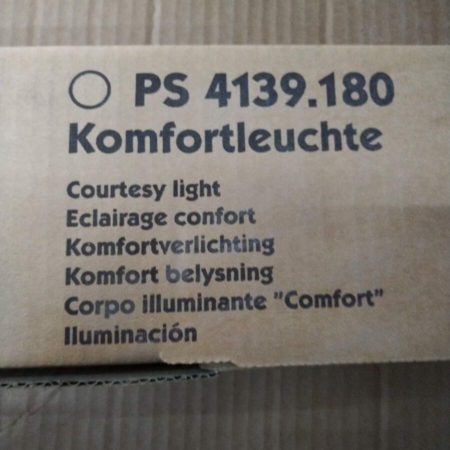 PS 4139.180
Komfortleuchte
Courtesy light
Eclairage confort
Komfortverlichting
Komfort belysning
Corpo illuminante "Comfort"
Iluminación